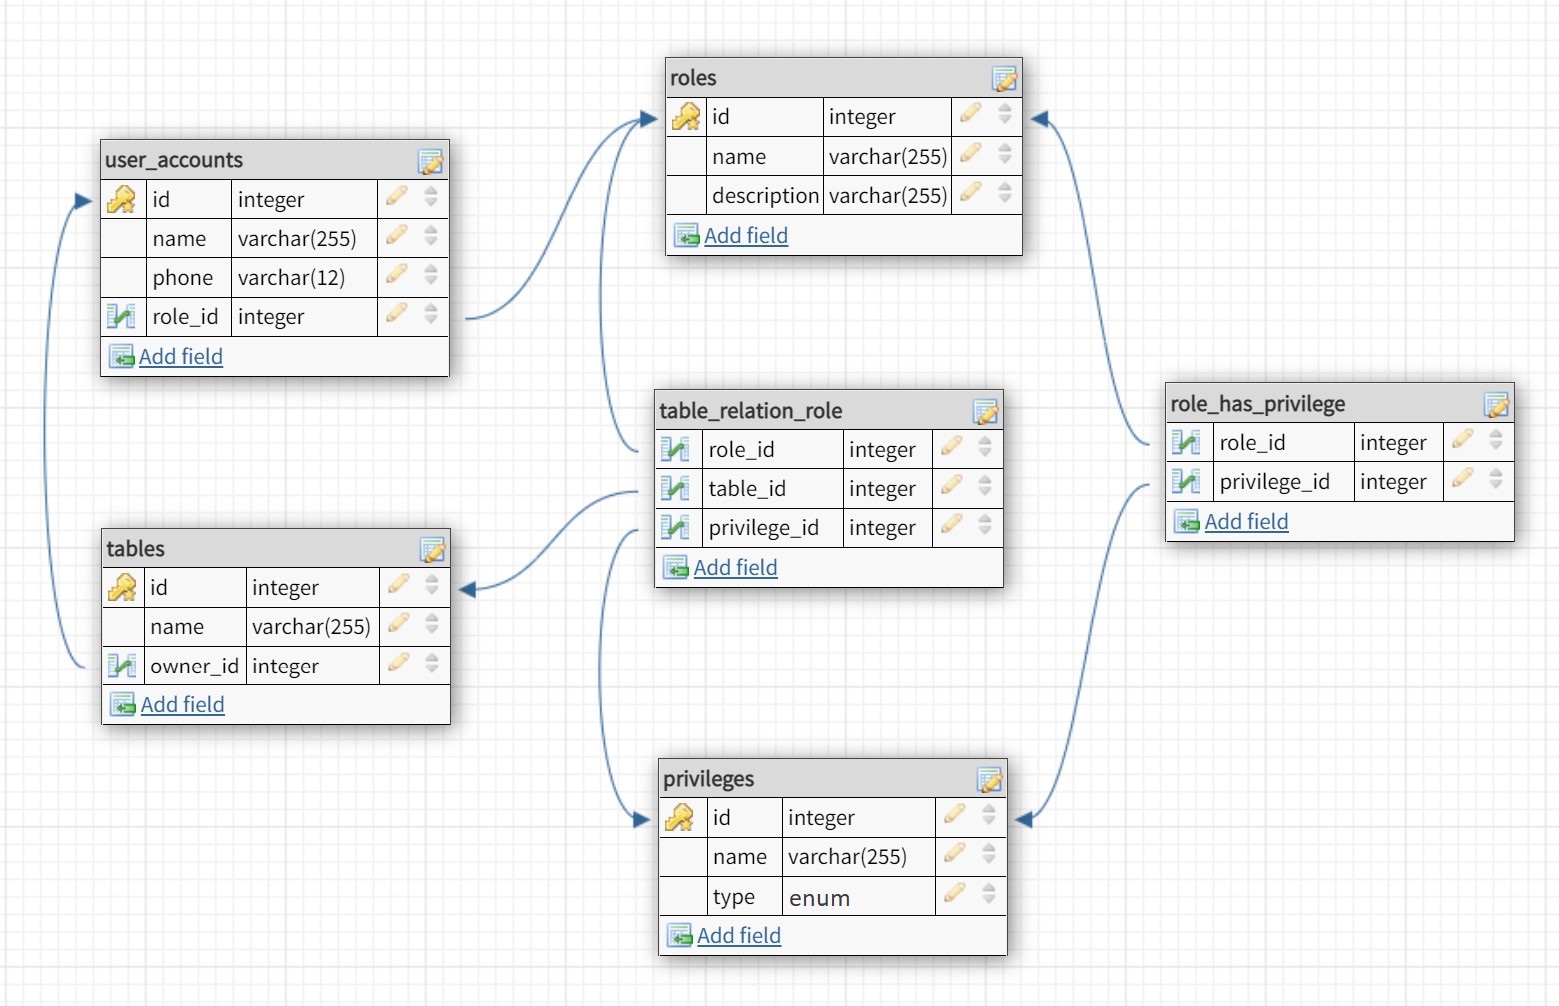 user_accounts
id integer
name varchar(255)
phone varchar(12)
role_id integer
Add field
roles
id integer
name varchar(255)
description varchar(255)
Add field
table_relation_role
role_id integer
table_id integer
privilege_id integer
Add field
role_has_privilege
role_id integer
privilege_id integer
Add field
tables
id integer
name varchar(255)
owner_id integer
Add field
privileges
id integer
name varchar(255)
type enum
Add field